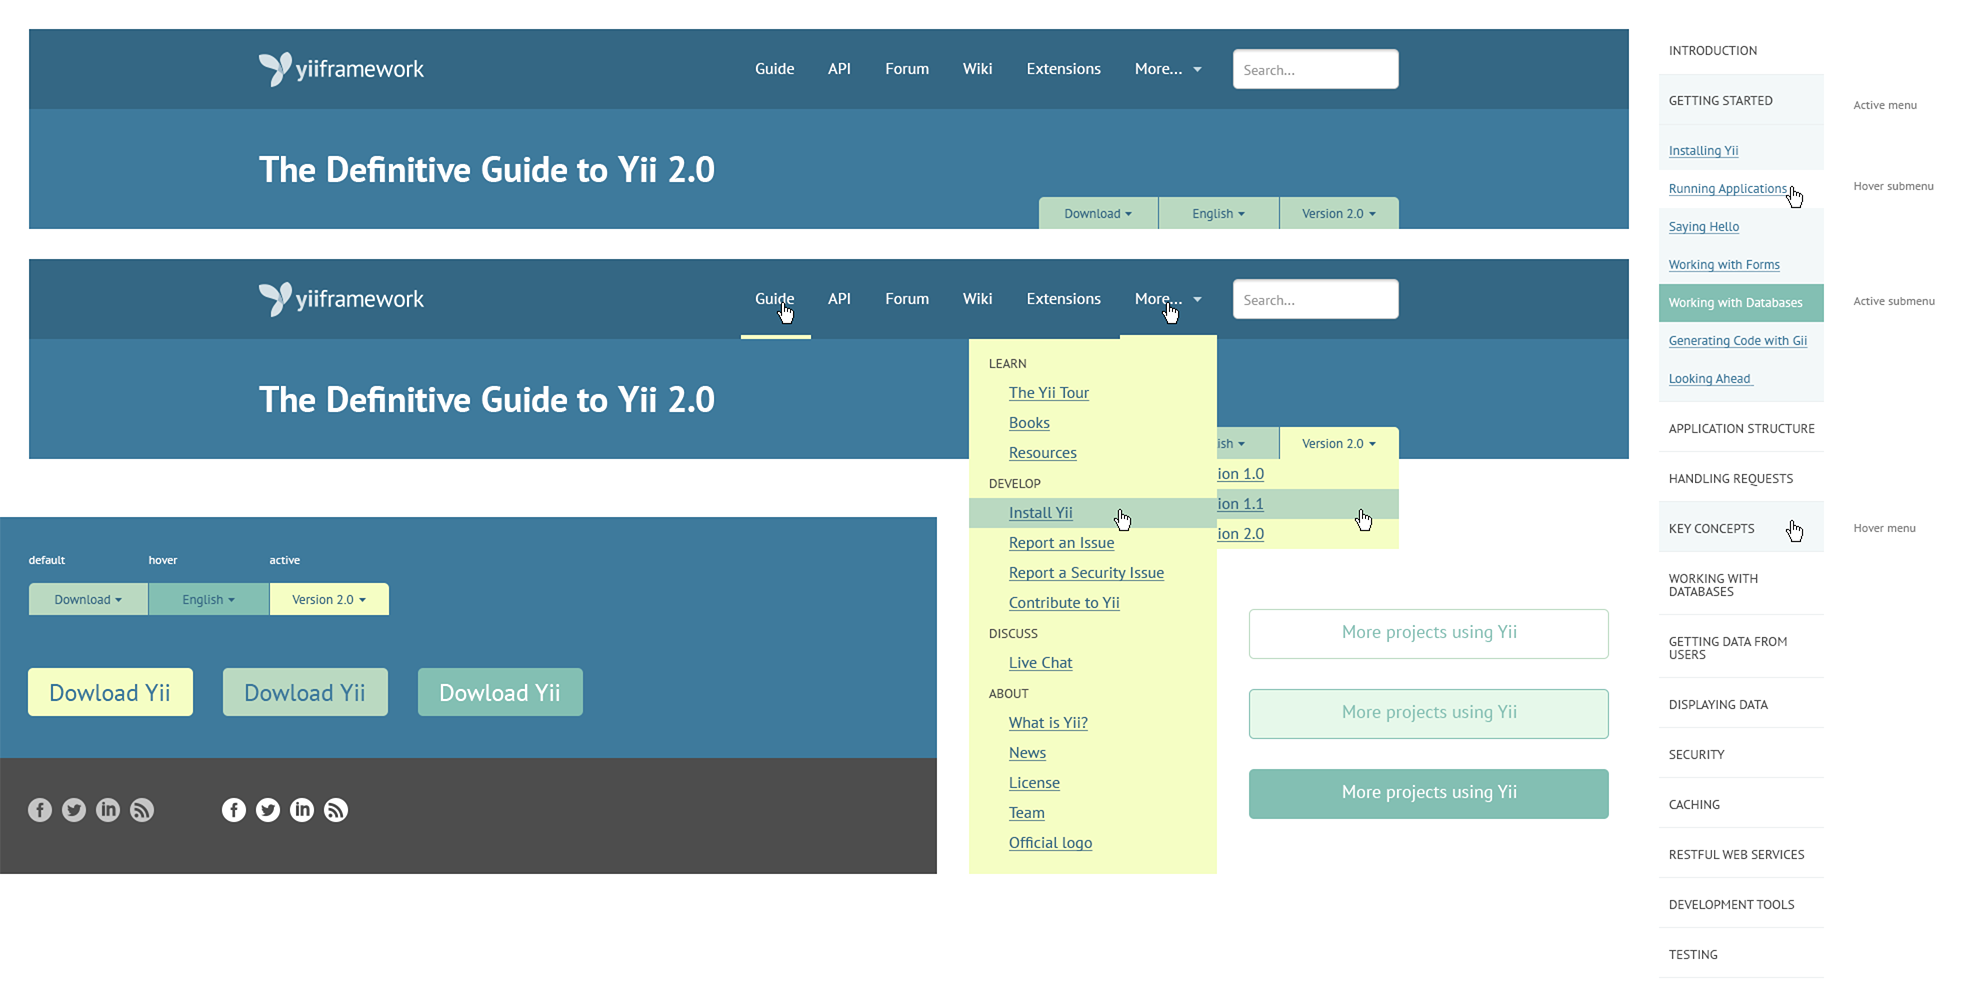 yiiframework
Guide API Forum Wiki Extensions More... Search...
The Definitive Guide to Yii 2.0
Download English Version 2.0
yiiframework
Guide API Forum Wiki Extensions More... Search...
The Definitive Guide to Yii 2.0
LEARN
The Yii Tour
Books
Resources
DEVELOP
Install Yii
Report an Issue
Report a Security Issue
Contribute to Yii
DISCUSS
Live Chat
ABOUT
What is Yii?
News
License
Team
Official logo
ish Version 2.0
ion 1.0
ion 1.1
ion 2.0
default hover active
Download English Version 2.0
Dowload Yii Dowload Yii Dowload Yii
More projects using Yii
More projects using Yii
More projects using Yii
INTRODUCTION
GETTING STARTED
Active menu
Installing Yii
Running Applications
Hover submenu
Saying Hello
Working with Forms
Working with Databases
Active submenu
Generating Code with Gii
Looking Ahead
APPLICATION STRUCTURE
HANDLING REQUESTS
KEY CONCEPTS
Hover menu
WORKING WITH
DATABASES
GETTING DATA FROM
USERS
DISPLAYING DATA
SECURITY
CACHING
RESTFUL WEB SERVICES
DEVELOPMENT TOOLS
TESTING